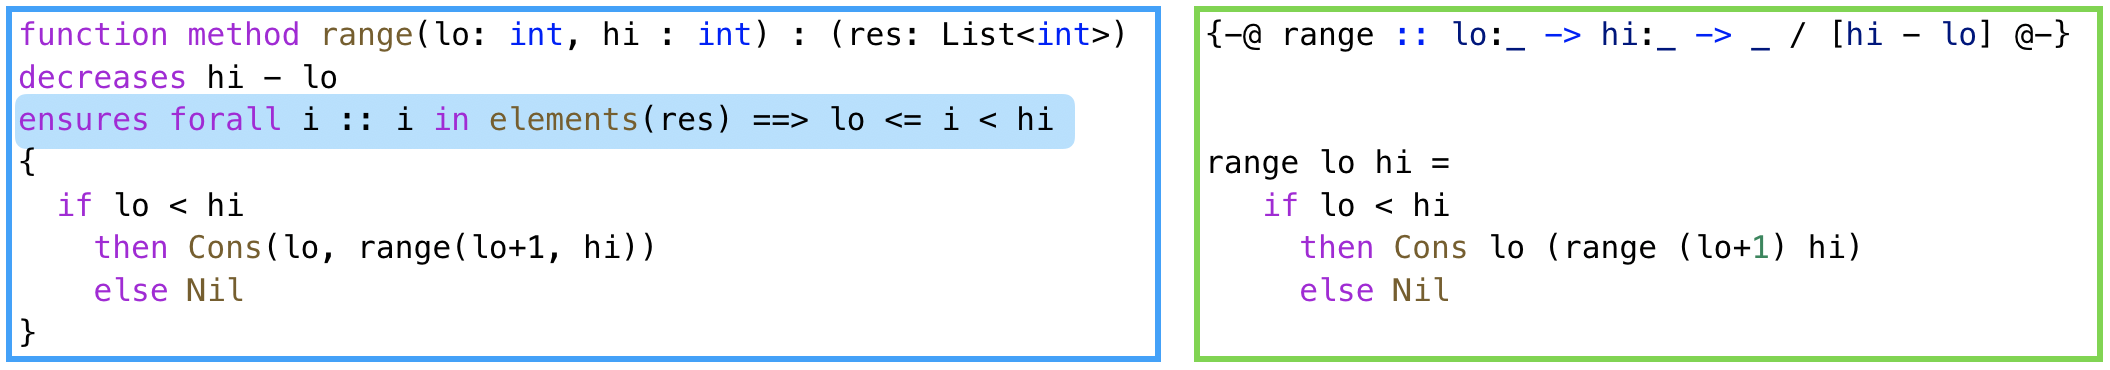 function method range(lo: int, hi : int) : (res: List<int>)
decreases hi - lo
ensures forall i :: i in elements(res) ==> lo <= i < hi
{
  if lo < hi
    then Cons(lo, range(lo+1, hi))
    else Nil
}
{-@ range :: lo:_ -> hi:_ -> _ / [hi - lo] @-}
range lo hi =
   if lo < hi
     then Cons lo (range (lo+1) hi)
     else Nil